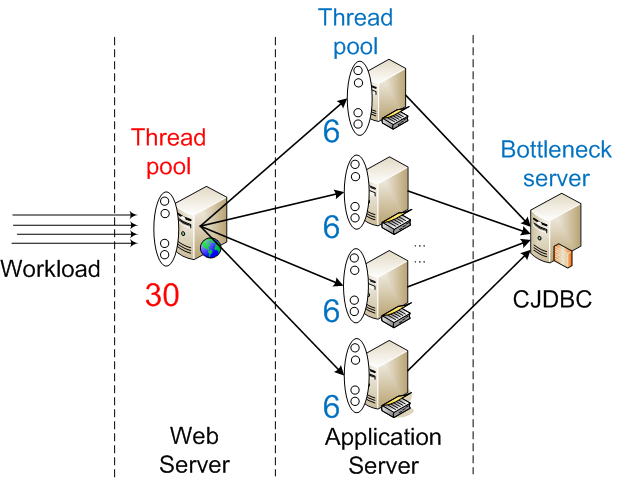 Thread
pool
6
Thread
pool
Bottleneck
server
6
...
...
Workload
30
6
CJDBC
6
Web
Server
Application
Server